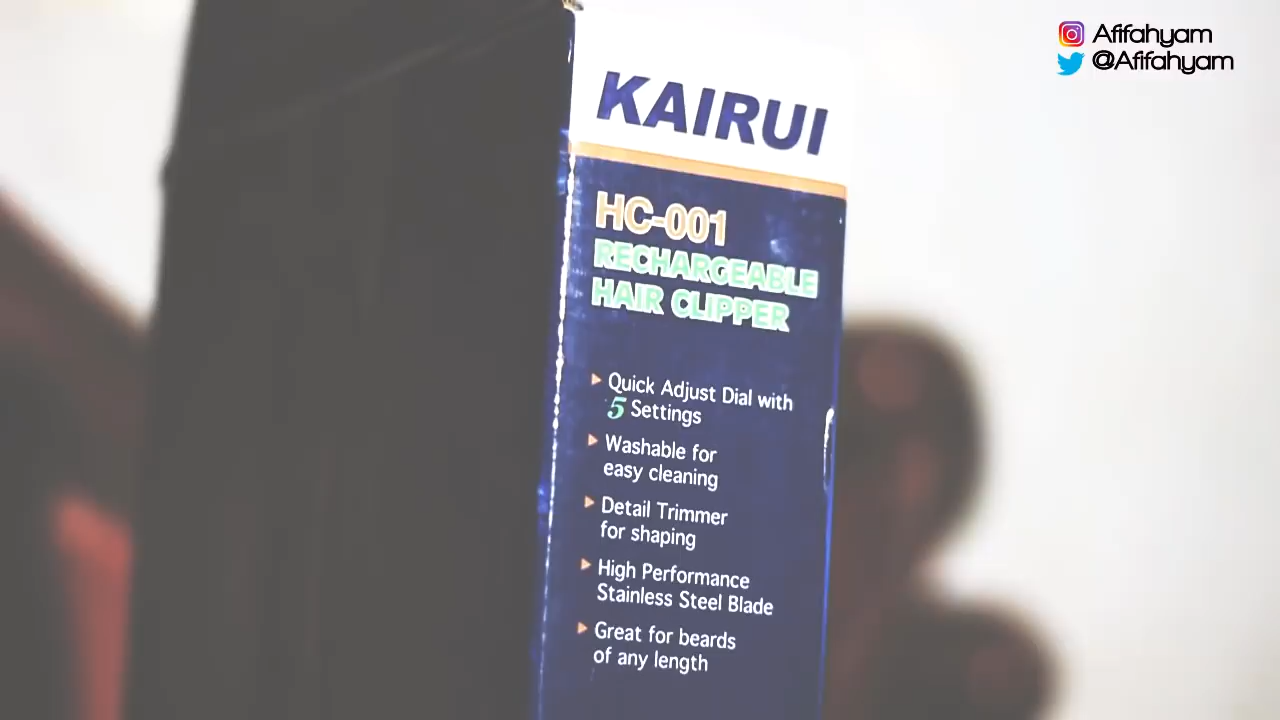 Afifahyam
@Afifahyam
KAIRUI
HC-001
RECHARGEABLE
HAIR CLIPPER
Quick Adjust Dial with
5 Settings
Washable for
easy cleaning
Detail Trimmer
for shaping
High Performance
Stainless Steel Blade
Great for beards
of any length